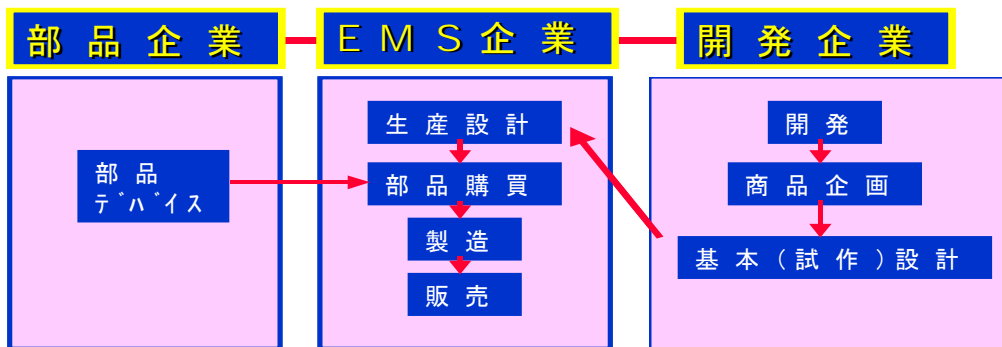 部品企業
EMS企業
開発企業
部品
ﾃﾞﾊﾞｲｽ
生産設計
部品購買
製造
販売
開発
商品企画
基本(試作)設計